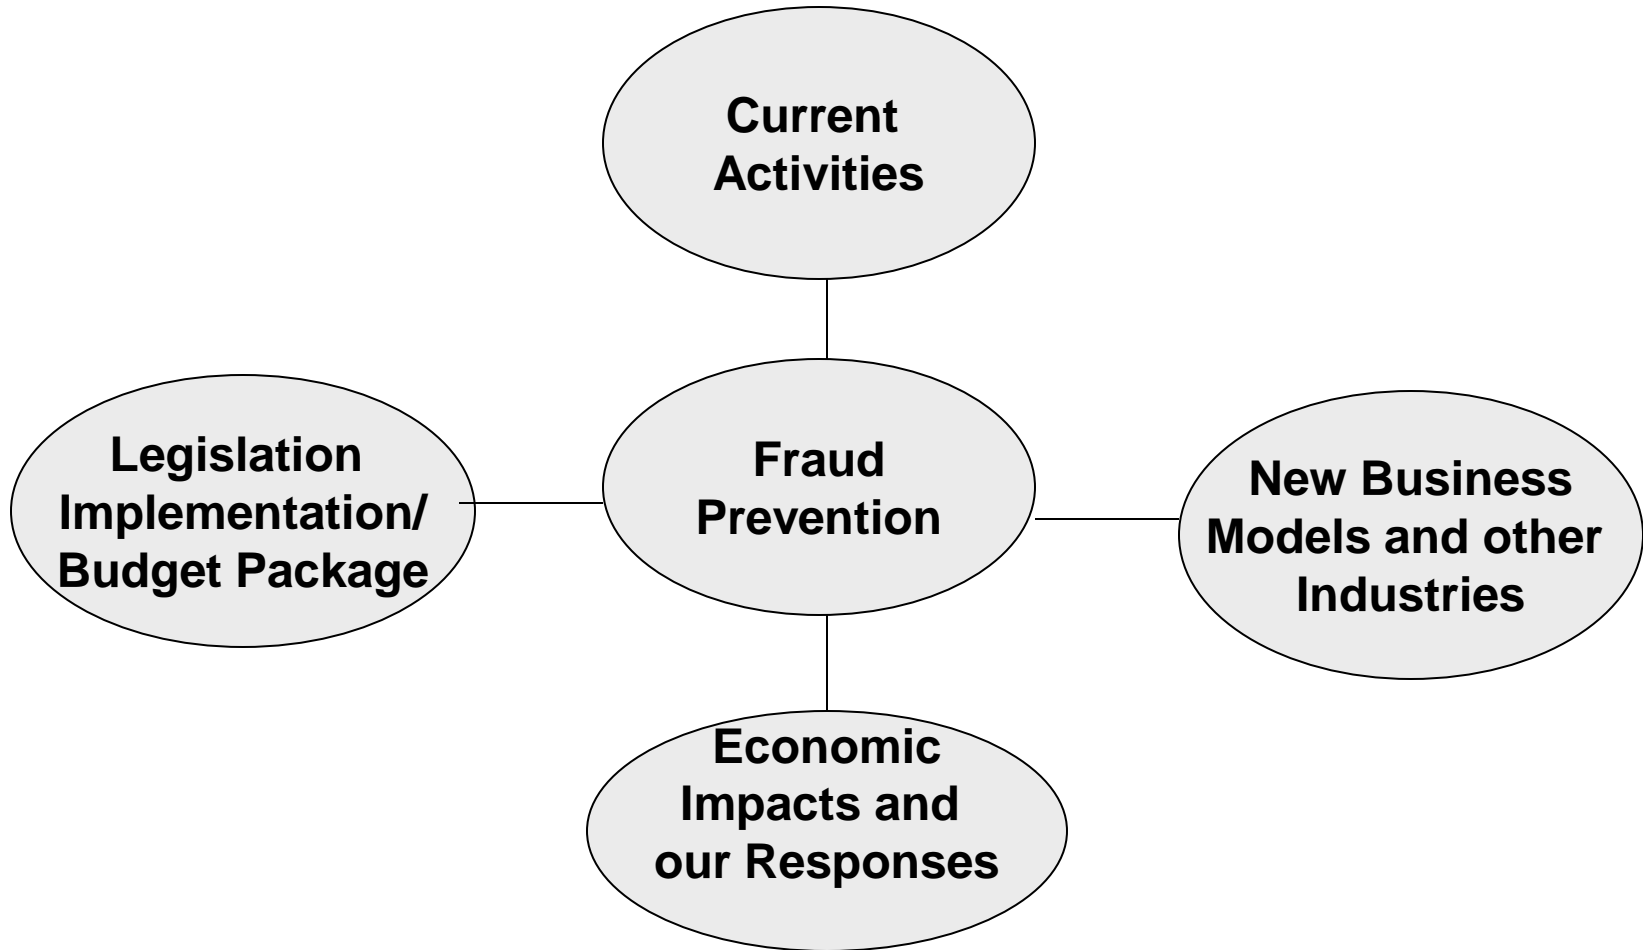 Current
Activities
Legislation
Implementation/
Budget Package
Fraud
Prevention
New Business
Models and other
Industries
Economic
Impacts and
our Responses